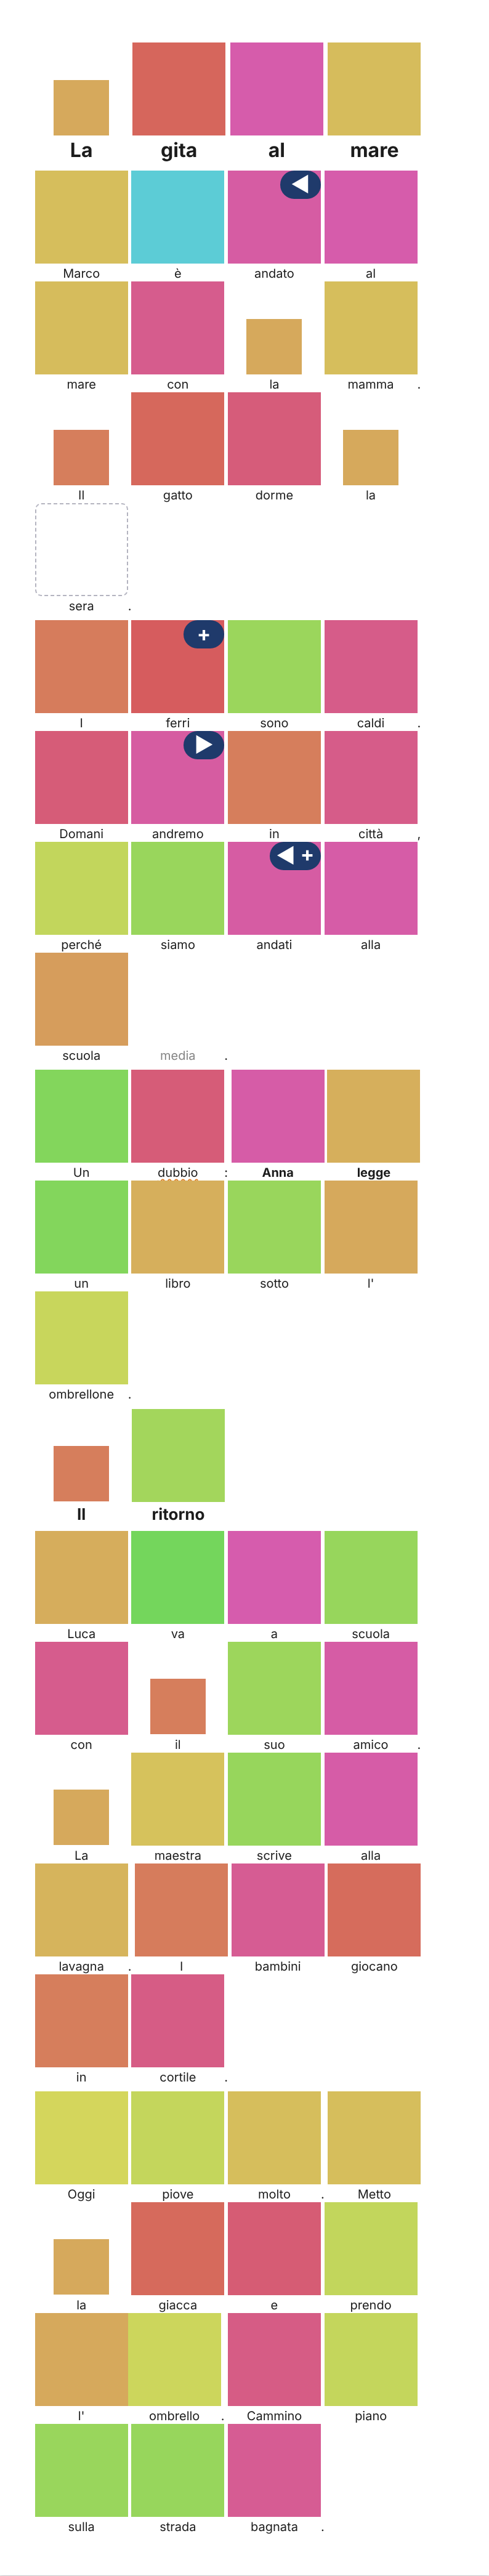 La gita al mare
Marco è andato al
mare con la mamma .
Il gatto dorme la
sera .
I ferri sono caldi .
Domani andremo in città ,
perché siamo andati alla
scuola media .
Un dubbio : Anna legge
un libro sotto l'
ombrellone .
Il ritorno
Luca va a scuola
con il suo amico .
La maestra scrive alla
lavagna . I bambini giocano
in cortile .
Oggi piove molto . Metto
la giacca e prendo
l' ombrello . Cammino piano
sulla strada bagnata .